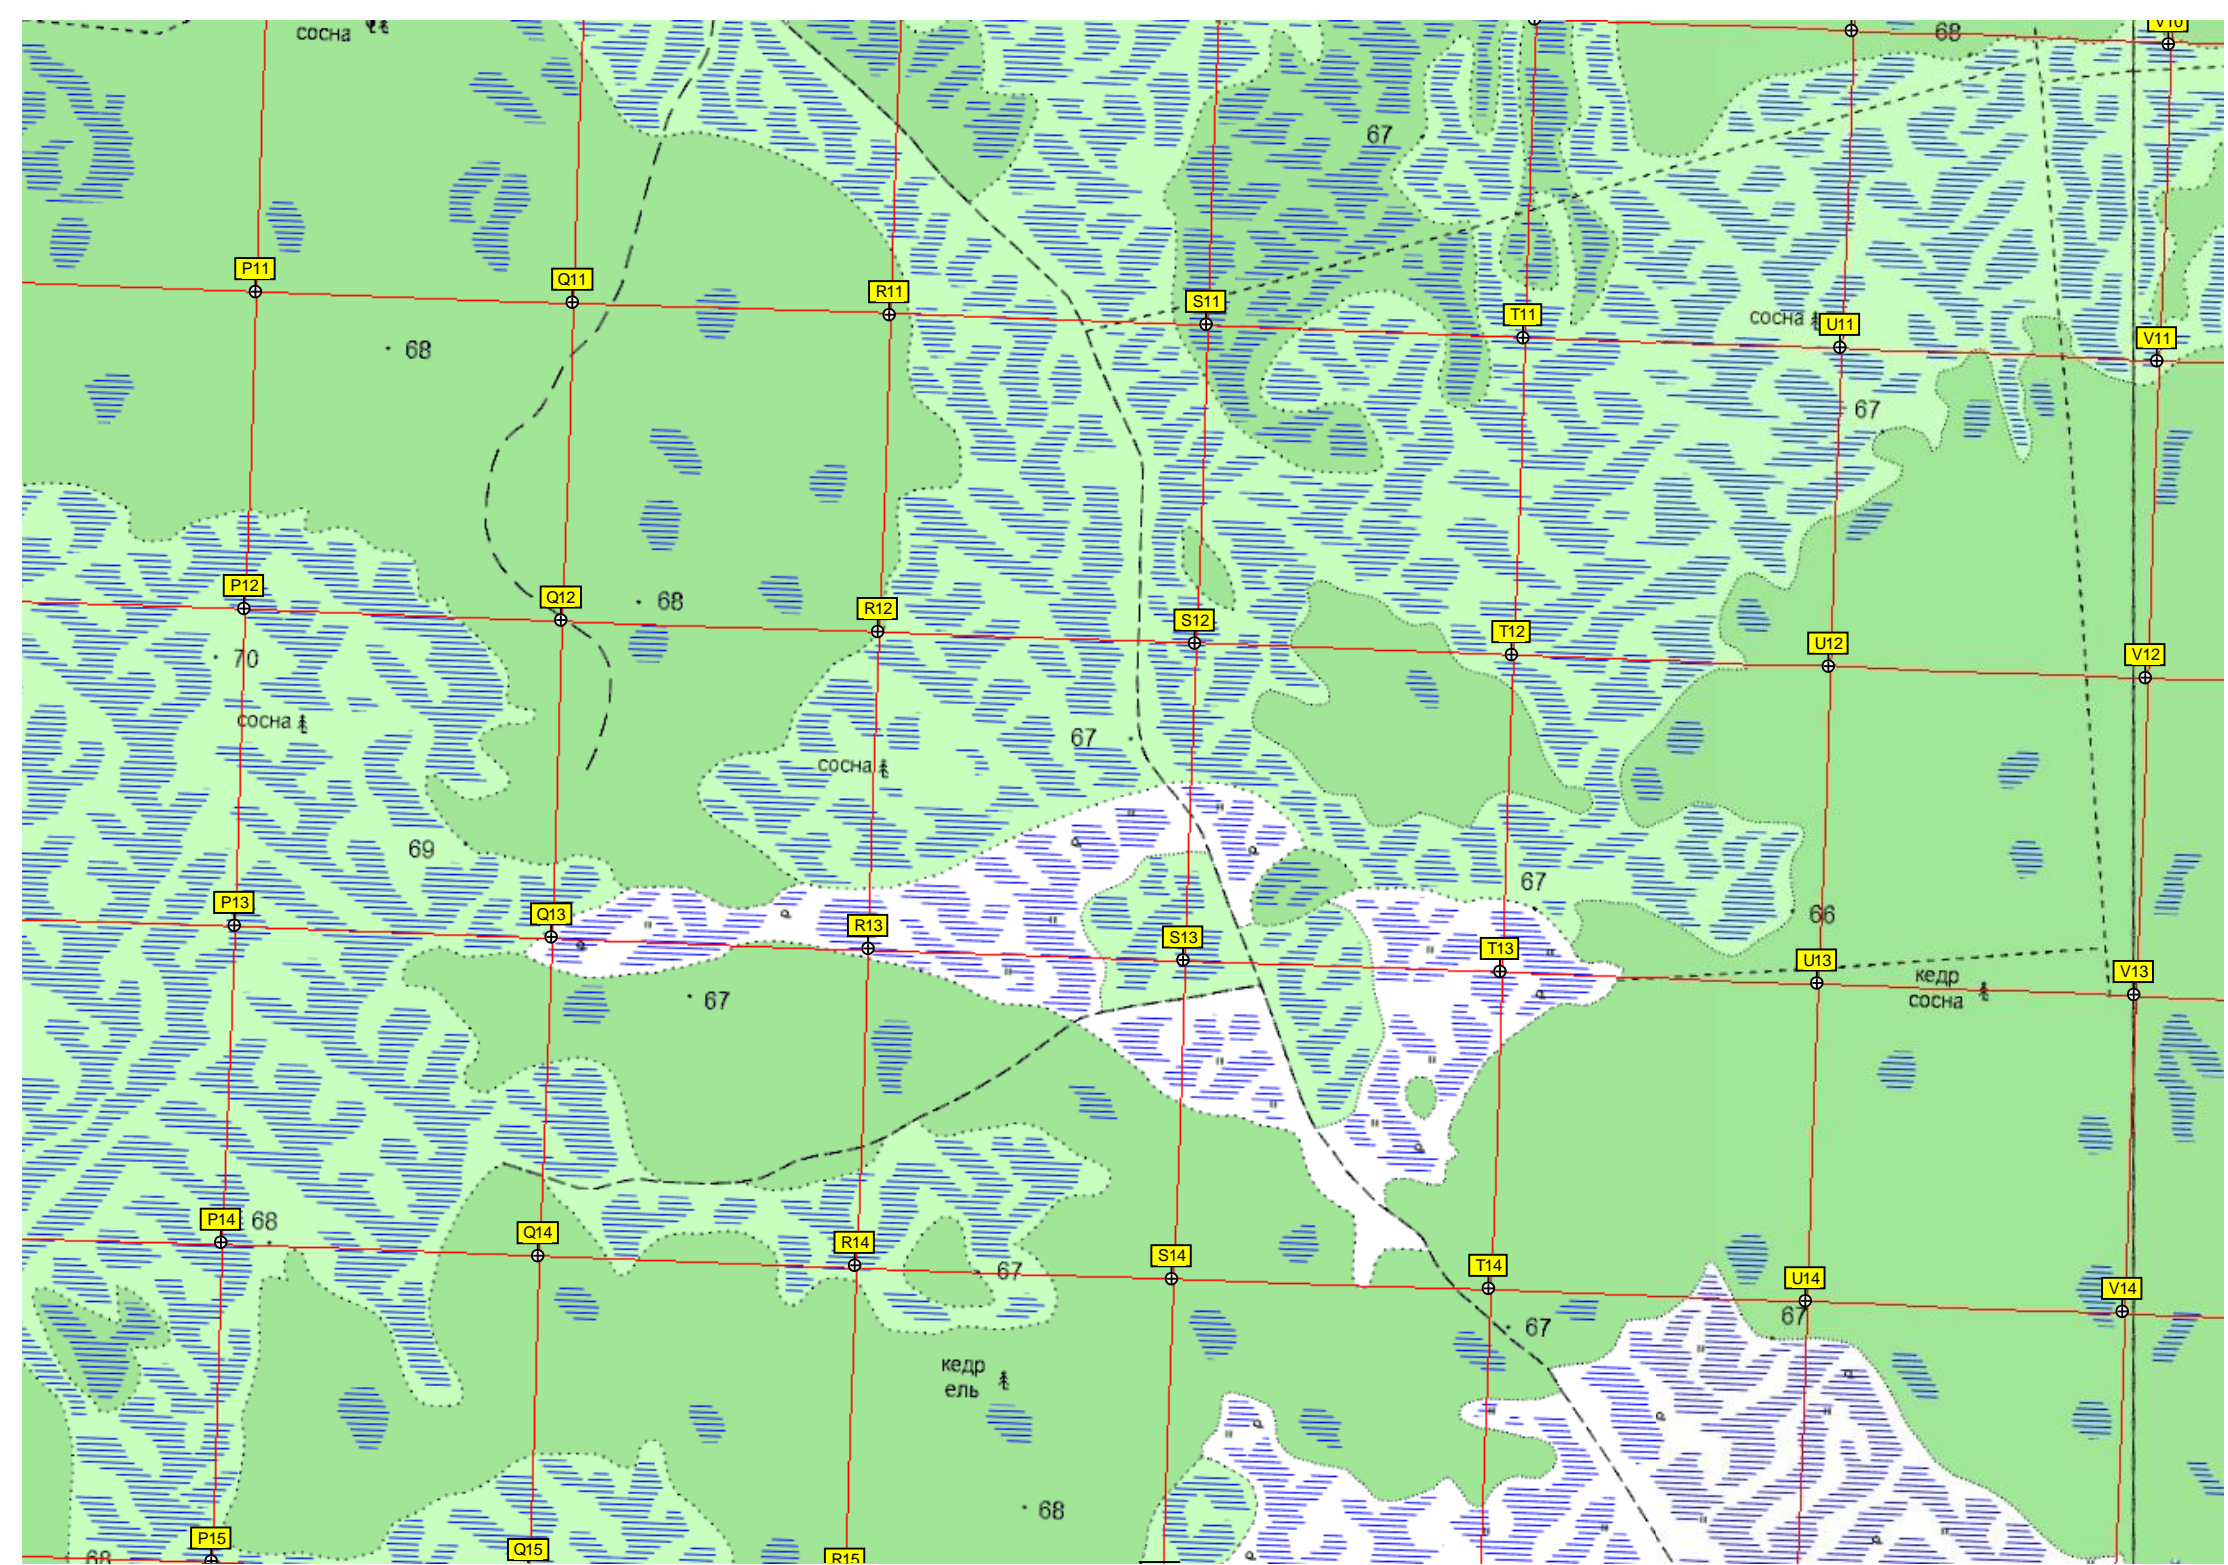 сосна
68
V10
67
P11
Q11
R11
S11
T11
сосна
U11
V11
68
67
P12
Q12
68
R12
S12
T12
U12
V12
70
сосна
67
сосна
69
67
P13
Q13
R13
S13
T13
66
U13
V13
кедр
сосна
67
P14
68
Q14
R14
67
S14
T14
U14
V14
67
67
кедр
ель
68
P15
Q15
R15
68